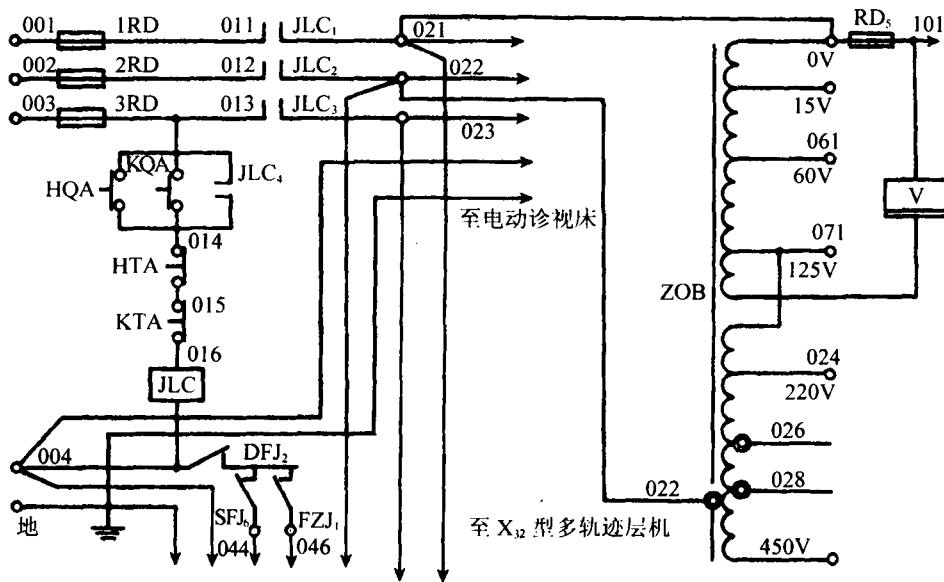 001 1RD 011 JLC₁ 021
RD₅ 101
0V
002 2RD 012 JLC₂ 022
003 3RD 013 JLC₃ 023
15V
061
60V
HQA KQA JLC₄
V
至电动诊视床
014
071
125V
HTA
ZOB
015
KTA
016
024
220V
JLC
004 DFJ₂
026
028
022
地
SFJ₆ FZJ₁
044 046
至 X₃₂ 型多轨迹层机
450V